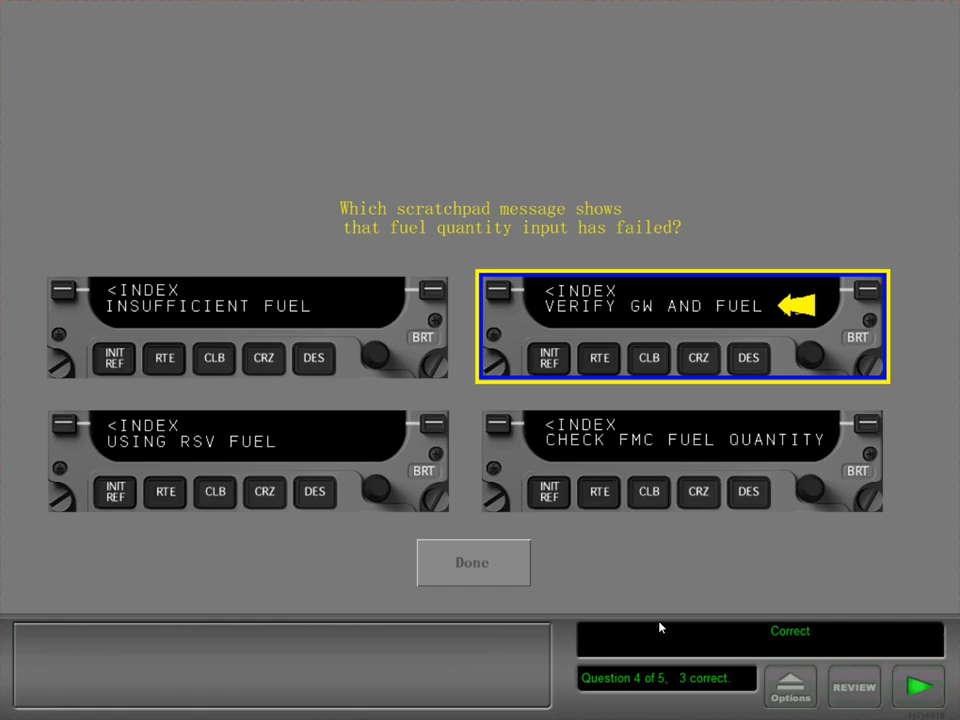 Which scratchpad message shows
that fuel quantity input has failed?
<INDEX
INSUFFICIENT FUEL
BRT
INIT REF
RTE
CLB
CRZ
DES
<INDEX
VERIFY GW AND FUEL
BRT
INIT REF
RTE
CLB
CRZ
DES
<INDEX
USING RSV FUEL
BRT
INIT REF
RTE
CLB
CRZ
DES
<INDEX
CHECK FMC FUEL QUANTITY
BRT
INIT REF
RTE
CLB
CRZ
DES
Done
Correct
Question 4 of 5, 3 correct.
Options
REVIEW